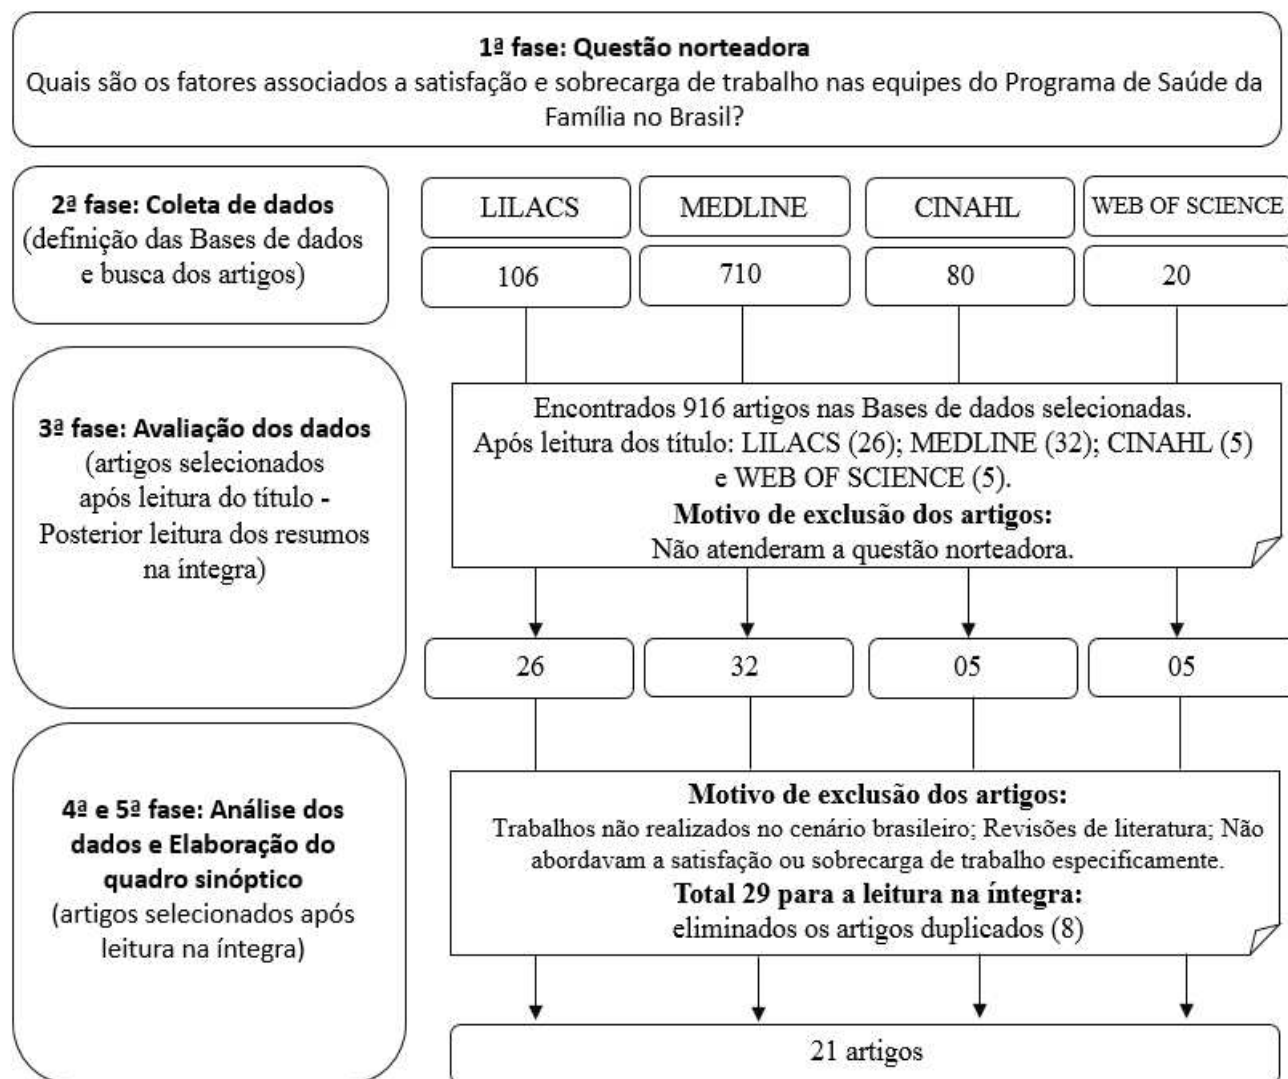 1ª fase: Questão norteadora
Quais são os fatores associados a satisfação e sobrecarga de trabalho nas equipes do Programa de Saúde da
Família no Brasil?
2ª fase: Coleta de dados
(definição das Bases de dados
e busca dos artigos)
LILACS
MEDLINE
CINAHL
WEB OF SCIENCE
106
710
80
20
3ª fase: Avaliação dos dados
(artigos selecionados
após leitura do título -
Posterior leitura dos resumos
na íntegra)
Encontrados 916 artigos nas Bases de dados selecionadas.
Após leitura dos título: LILACS (26); MEDLINE (32); CINAHL (5)
e WEB OF SCIENCE (5).
Motivo de exclusão dos artigos:
Não atenderam a questão norteadora.
26
32
05
05
4ª e 5ª fase: Análise dos
dados e Elaboração do
quadro sinóptico
(artigos selecionados após
leitura na íntegra)
Motivo de exclusão dos artigos:
Trabalhos não realizados no cenário brasileiro; Revisões de literatura; Não
abordavam a satisfação ou sobrecarga de trabalho especificamente.
Total 29 para a leitura na íntegra:
eliminados os artigos duplicados (8)
21 artigos